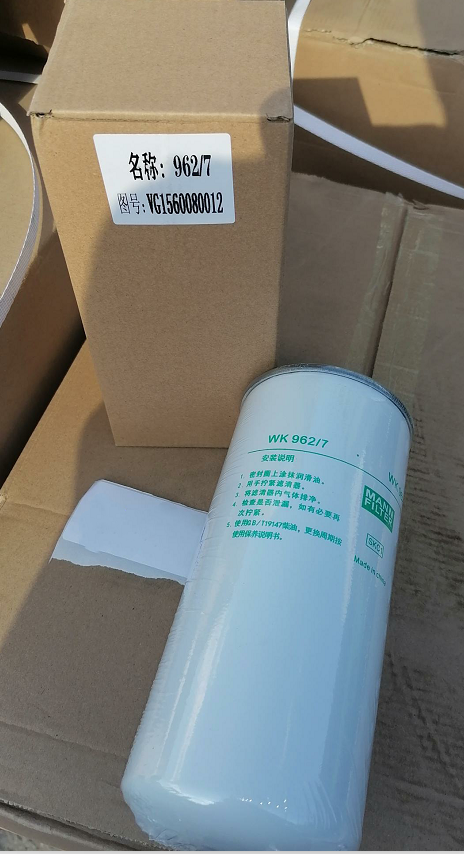 名称: 962/7
图号:VG1560080012
WK 962/7
安装说明
1. 密封圈上涂抹润滑油。
2. 用手拧紧滤清器。
3. 将滤清器内气体排净。
4. 检查是否泄漏，如有必要再
次拧紧。
5. 使用GB/T19147柴油，更换周期按
使用保养说明书。
WK 9
MANN
FILTER
Made in china